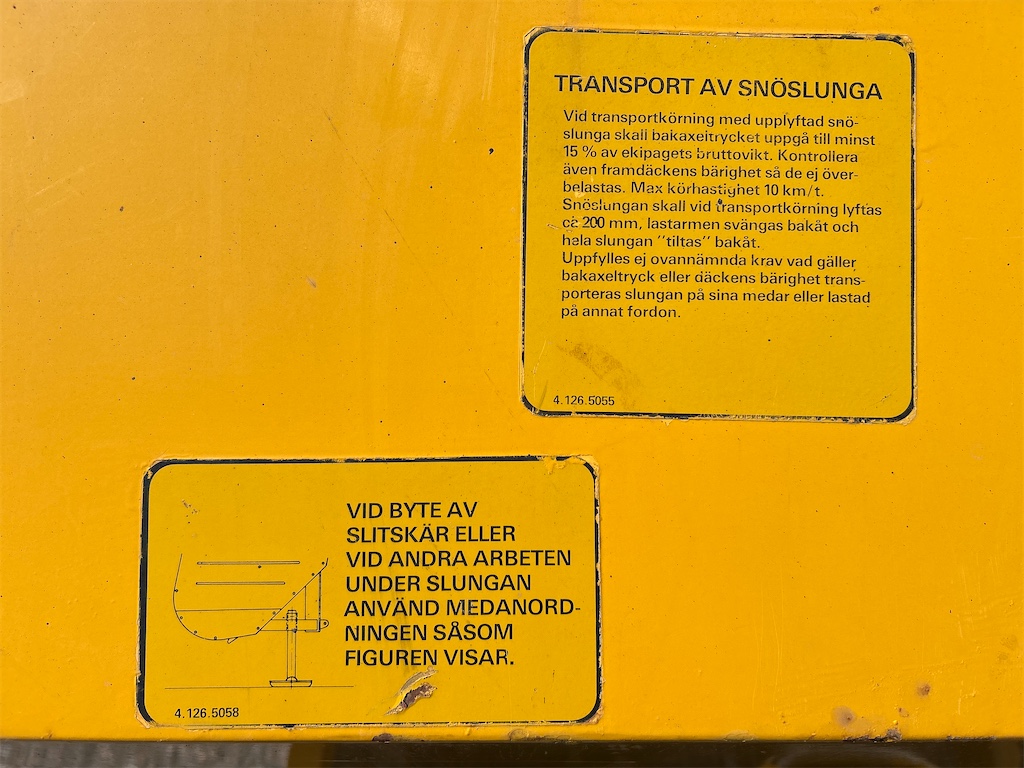 TRANSPORT AV SNÖSLUNGA
Vid transportkörning med upplyftad snö-
slunga skall bakaxeltrycket uppgå till minst
15 % av ekipagets bruttovikt. Kontrollera
även framdäckens bärighet så de ej över-
belastas. Max körhastighet 10 km/t.
Snöslungan skall vid transportkörning lyftas
ca 200 mm, lastarmen svängas bakåt och
hela slungan "tiltas" bakåt.
Uppfylles ej ovannämnda krav vad gäller
bakaxeltryck eller däckens bärighet trans-
porteras slungan på sina medar eller lastad
på annat fordon.
4.126.5055
VID BYTE AV
SLITSKÄR ELLER
VID ANDRA ARBETEN
UNDER SLUNGAN
ANVÄND MEDANORD-
NINGEN SÅSOM
FIGUREN VISAR.
4.126.5058